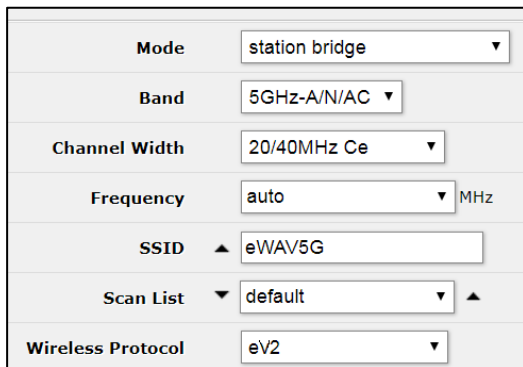 Mode station bridge
Band 5GHz-A/N/AC
Channel Width 20/40MHz Ce
Frequency auto MHz
SSID eWAV5G
Scan List default
Wireless Protocol eV2